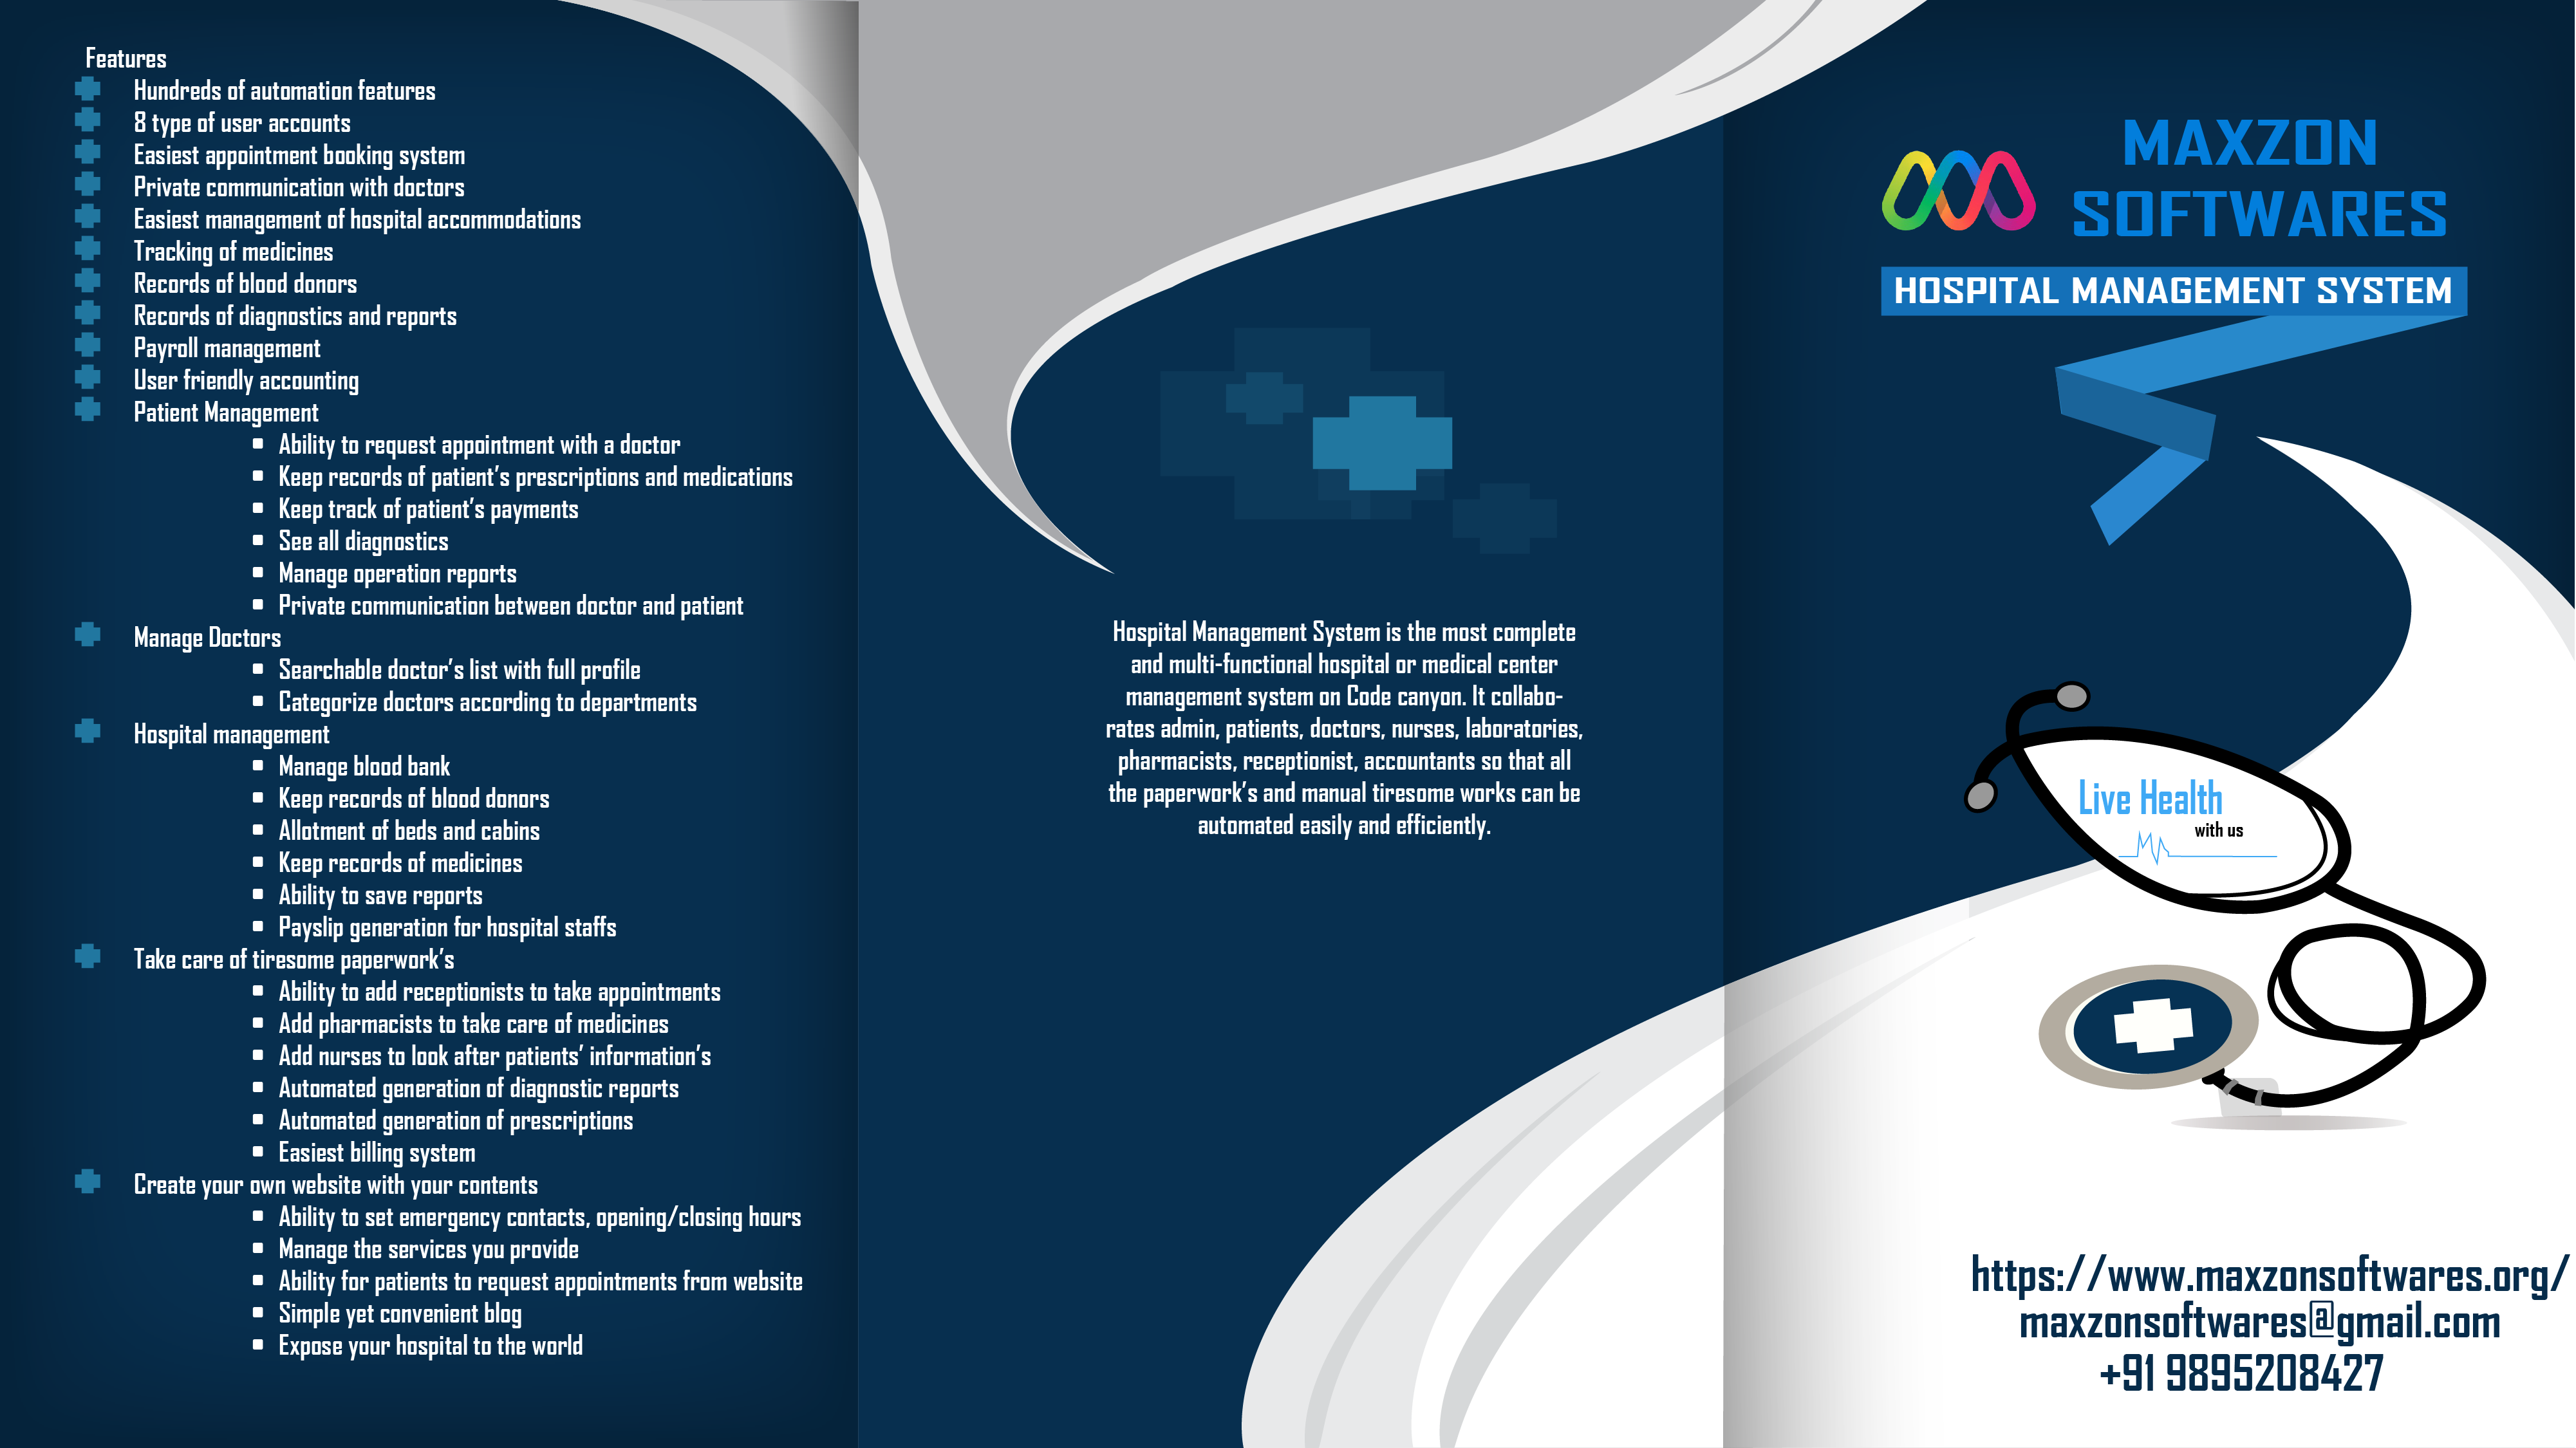 Features
Hundreds of automation features
8 type of user accounts
Easiest appointment booking system
Private communication with doctors
Easiest management of hospital accommodations
Tracking of medicines
Records of blood donors
Records of diagnostics and reports
Payroll management
User friendly accounting
Patient Management
Ability to request appointment with a doctor
Keep records of patient’s prescriptions and medications
Keep track of patient’s payments
See all diagnostics
Manage operation reports
Private communication between doctor and patient
Manage Doctors
Searchable doctor’s list with full profile
Categorize doctors according to departments
Hospital management
Manage blood bank
Keep records of blood donors
Allotment of beds and cabins
Keep records of medicines
Ability to save reports
Payslip generation for hospital staffs
Take care of tiresome paperwork’s
Ability to add receptionists to take appointments
Add pharmacists to take care of medicines
Add nurses to look after patients’ information’s
Automated generation of diagnostic reports
Automated generation of prescriptions
Easiest billing system
Create your own website with your contents
Ability to set emergency contacts, opening/closing hours
Manage the services you provide
Ability for patients to request appointments from website
Simple yet convenient blog
Expose your hospital to the world
Hospital Management System is the most complete
and multi-functional hospital or medical center
management system on Code canyon. It collabo-
rates admin, patients, doctors, nurses, laboratories,
pharmacists, receptionist, accountants so that all
the paperwork’s and manual tiresome works can be
automated easily and efficiently.
MAXZON
SOFTWARES
HOSPITAL MANAGEMENT SYSTEM
Live Health
with us
https://www.maxzonsoftwares.org/
maxzonsoftwares@gmail.com
+91 9895208427